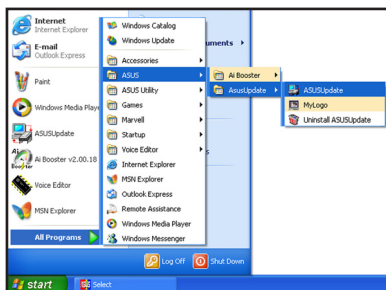 Internet
Internet Explorer
E-mail
Outlook Express
Paint
Windows Media Play
ASUSUpdate
Ai Booster v2.00.18
Voice Editor
MSN Explorer
All Programs
Windows Catalog
Windows Update
Accessories
ASUS
ASUS Utility
Games
Marvell
Startup
Voice Editor
Internet Explorer
MSN Explorer
Outlook Express
Remote Assistance
Windows Media Player
Windows Messenger
uments
s
Ai Booster
AsusUpdate
ASUSUpdate
MyLogo
Uninstall ASUSUpdate
Log Off
Shut Down
start
Select